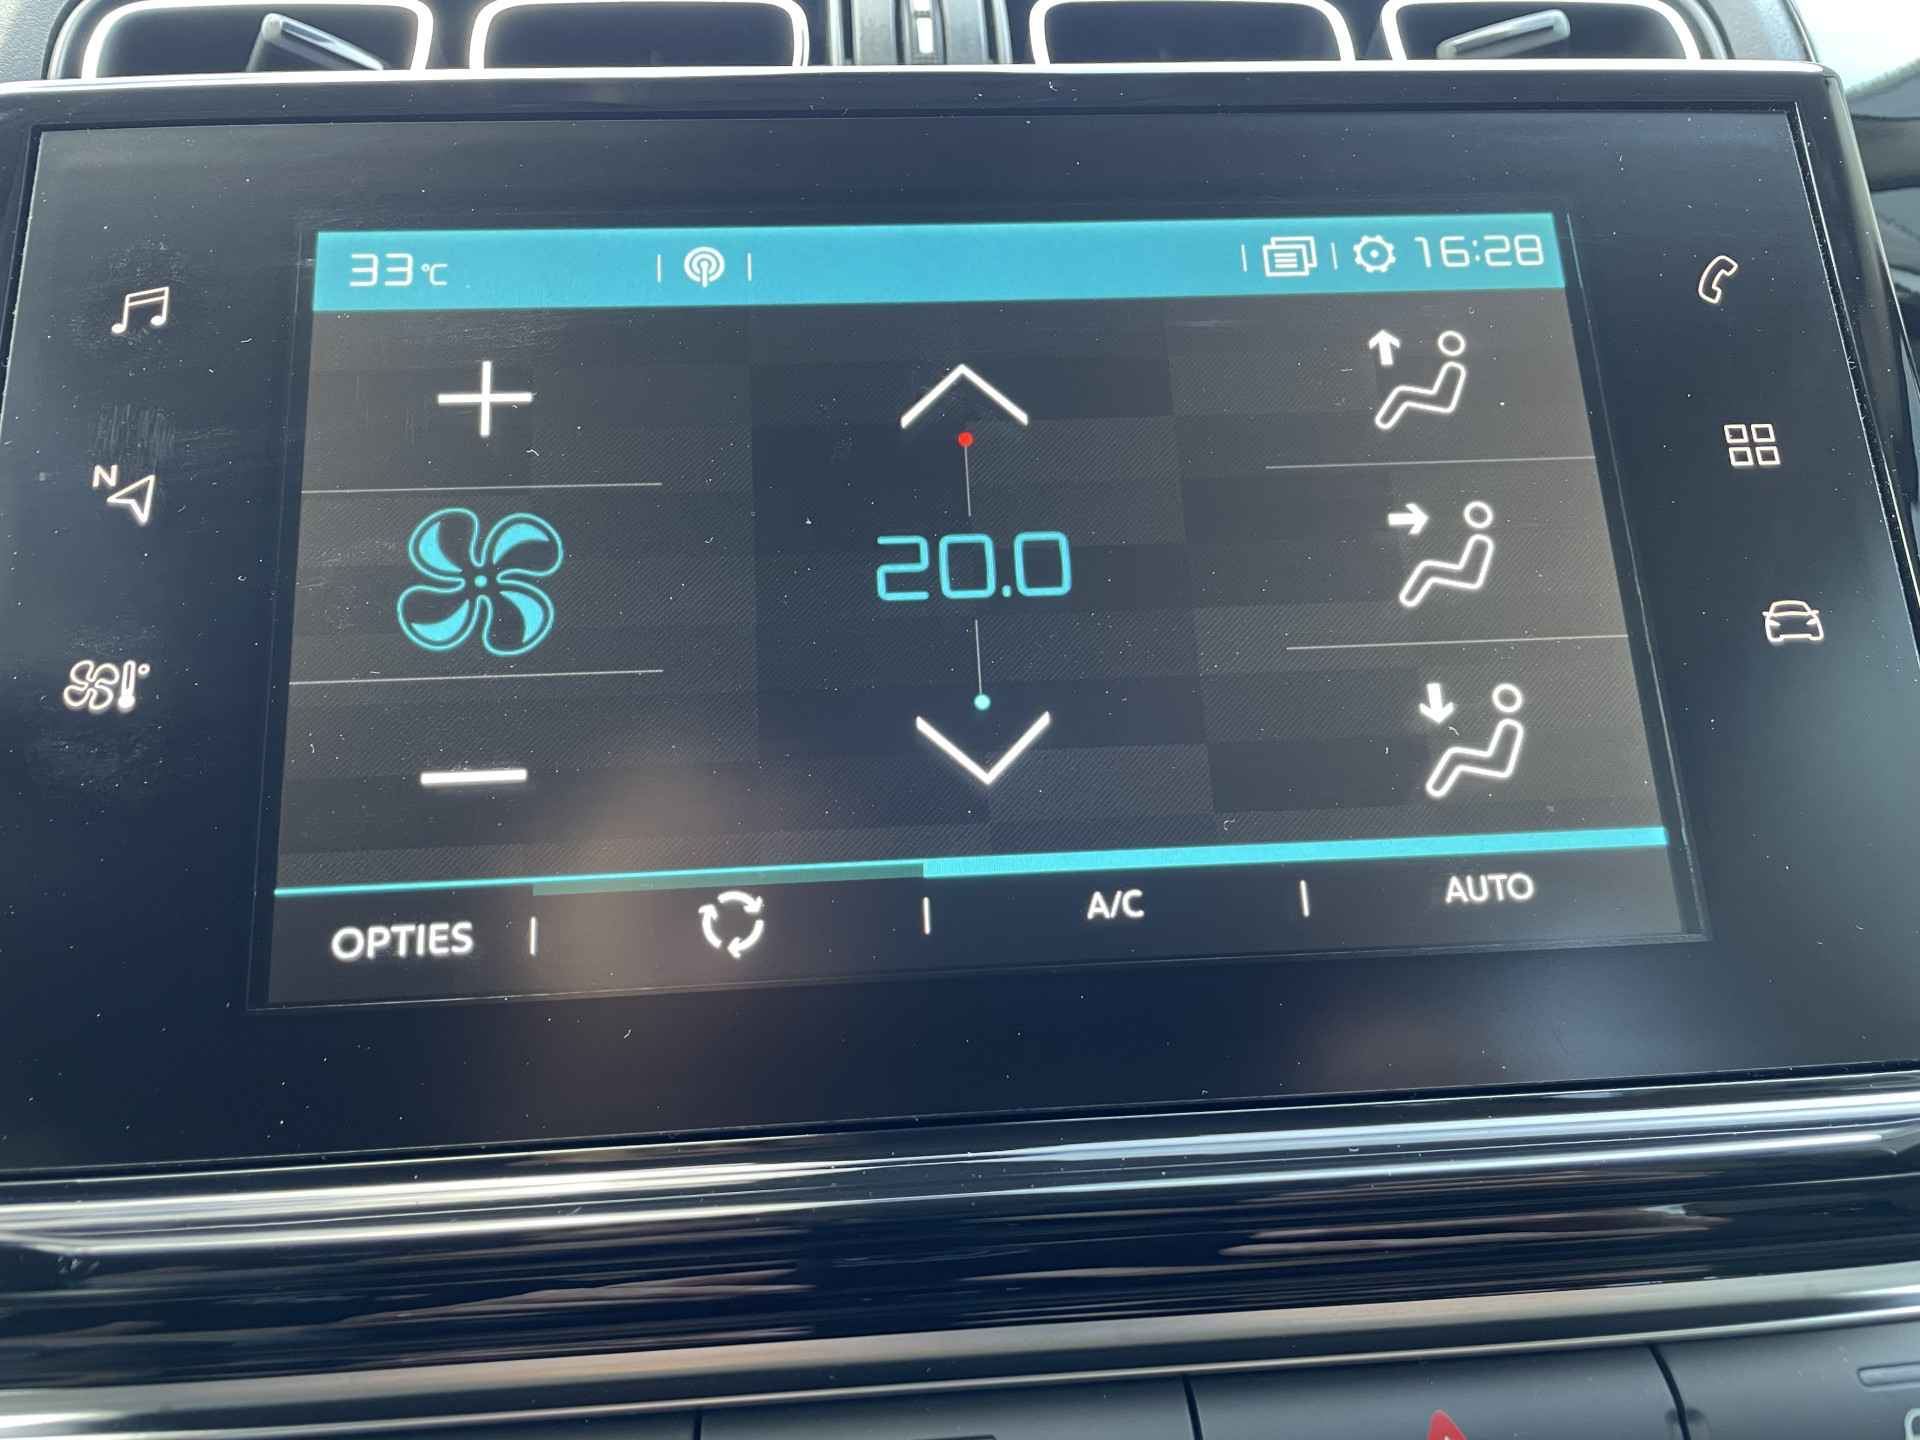 33 °C
16:28
N
20.0
OPTIES
A/C
AUTO